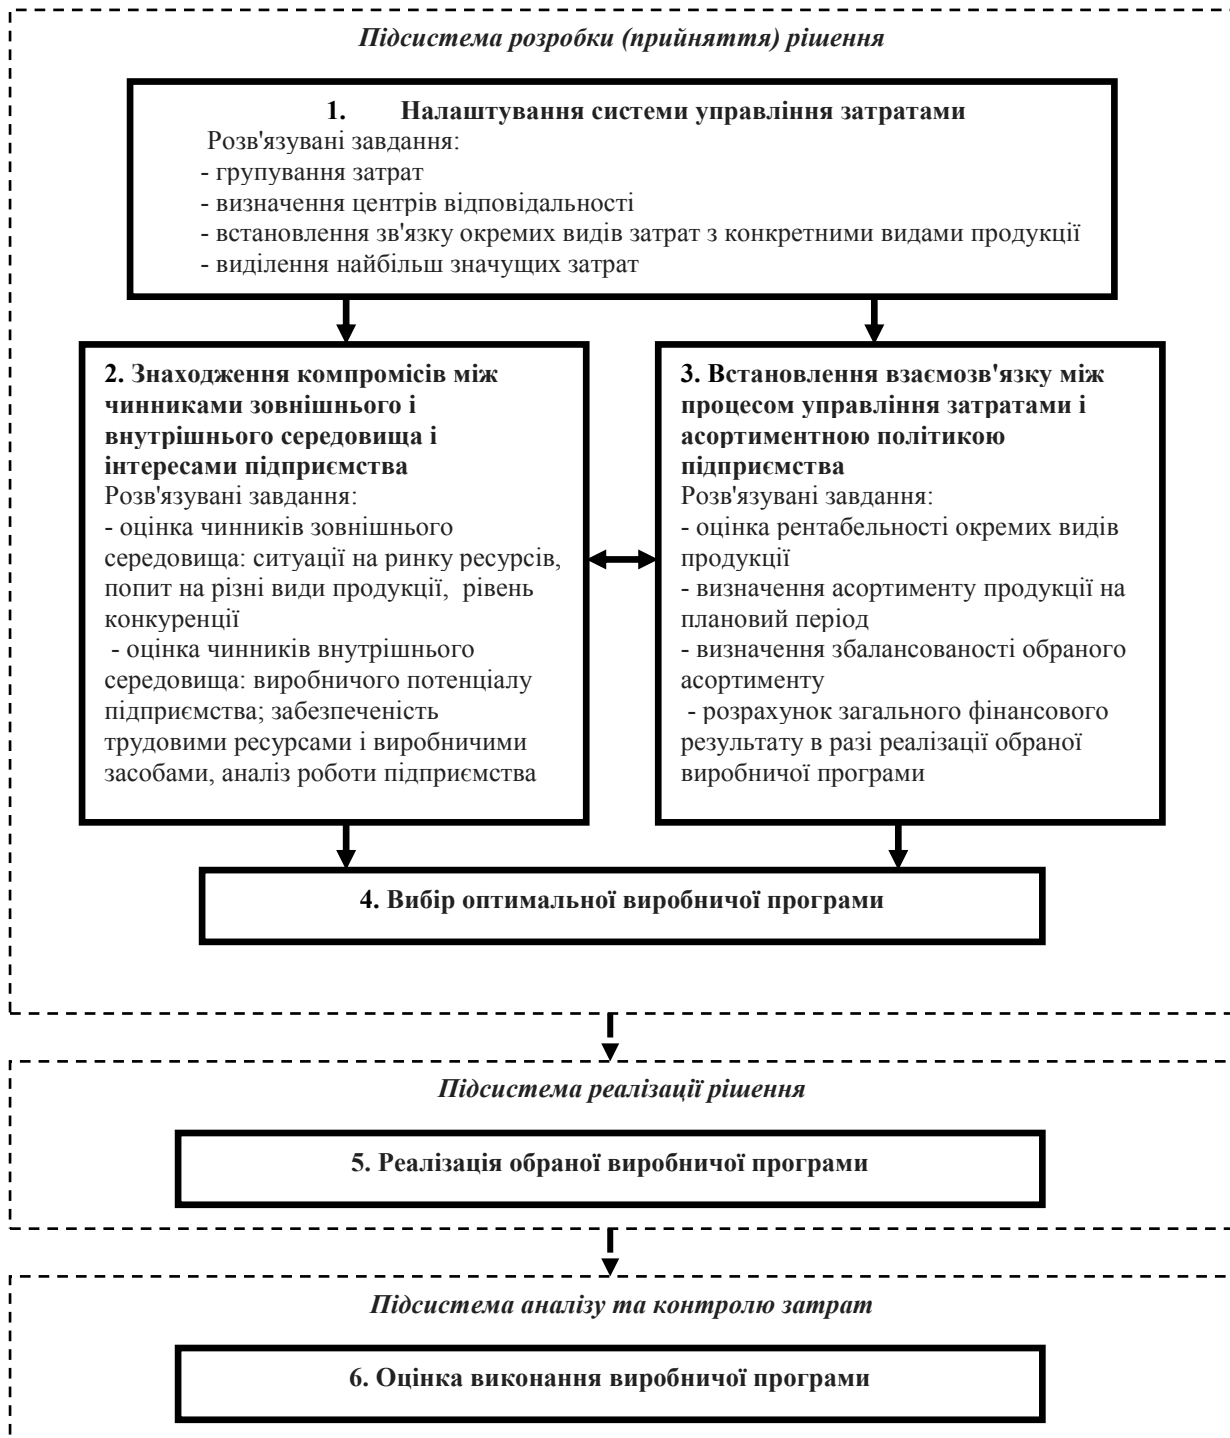 Підсистема розробки (прийняття) рішення
1. Налаштування системи управління затратами
Розв'язувані завдання:
- групування затрат
- визначення центрів відповідальності
- встановлення зв'язку окремих видів затрат з конкретними видами продукції
- виділення найбільш значущих затрат
2. Знаходження компромісів між
чинниками зовнішнього і
внутрішнього середовища і
інтересами підприємства
Розв'язувані завдання:
- оцінка чинників зовнішнього
середовища: ситуації на ринку ресурсів,
попит на різні види продукції, рівень
конкуренції
- оцінка чинників внутрішнього
середовища: виробничого потенціалу
підприємства; забезпеченість
трудовими ресурсами і виробничими
засобами, аналіз роботи підприємства
3. Встановлення взаємозв'язку між
процесом управління затратами і
асортиментною політикою
підприємства
Розв'язувані завдання:
- оцінка рентабельності окремих видів
продукції
- визначення асортименту продукції на
плановий період
- визначення збалансованості обраного
асортименту
- розрахунок загального фінансового
результату в разі реалізації обраної
виробничої програми
4. Вибір оптимальної виробничої програми
Підсистема реалізації рішення
5. Реалізація обраної виробничої програми
Підсистема аналізу та контролю затрат
6. Оцінка виконання виробничої програми